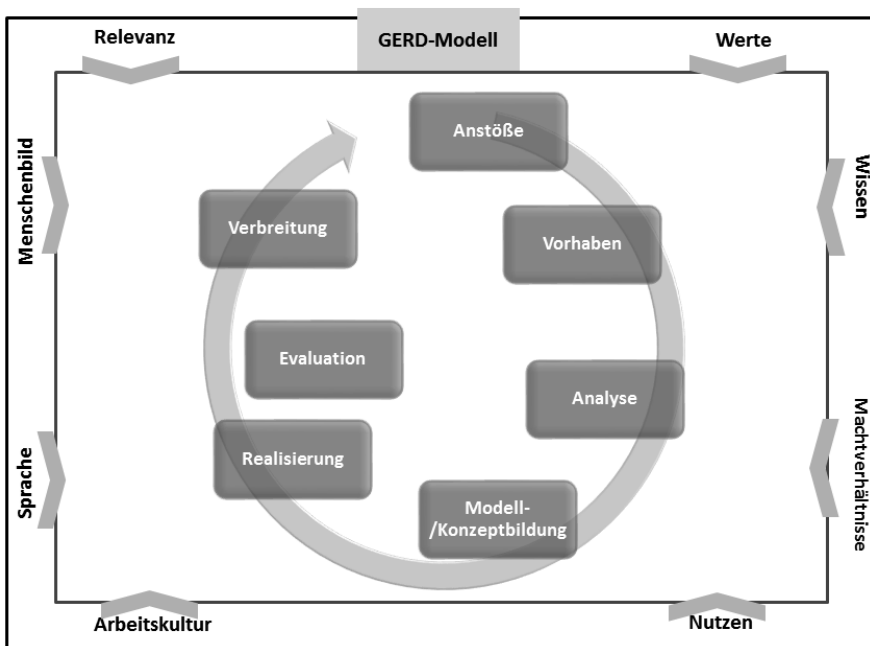 Relevanz
GERD-Modell
Werte
Menschenbild
Wissen
Sprache
Machtverhältnisse
Arbeitskultur
Nutzen
Anstöße
Vorhaben
Analyse
Modell-
/Konzeptbildung
Realisierung
Evaluation
Verbreitung